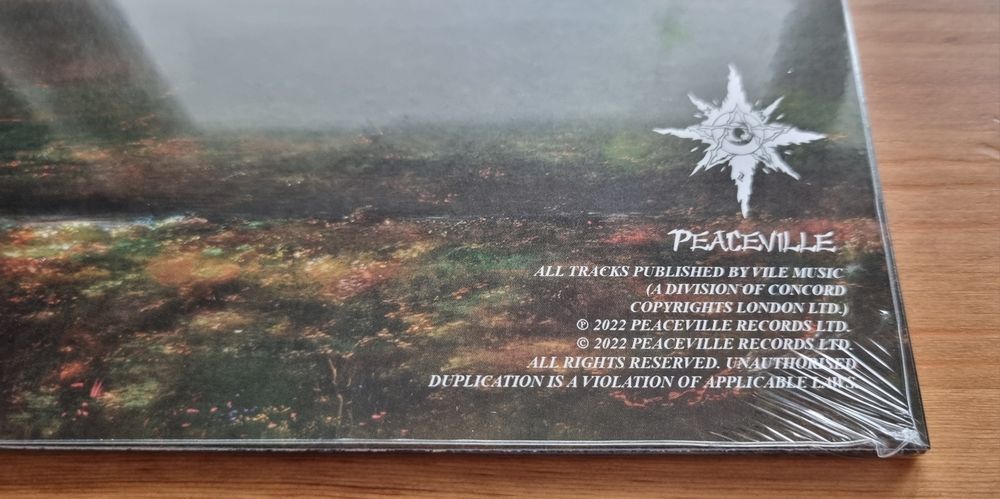 PEACEVILLE
ALL TRACKS PUBLISHED BY VILE MUSIC
(A DIVISION OF CONCORD
COPYRIGHTS LONDON LTD.)
℗ 2022 PEACEVILLE RECORDS LTD.
© 2022 PEACEVILLE RECORDS LTD.
ALL RIGHTS RESERVED. UNAUTHORISED
DUPLICATION IS A VIOLATION OF APPLICABLE LAWS.